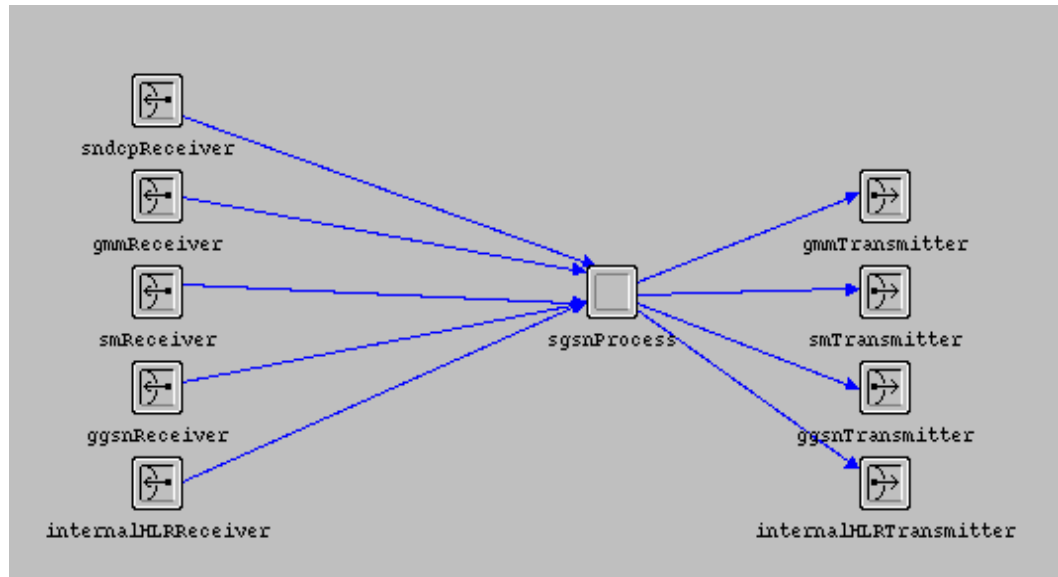 sndcpReceiver
gmmReceiver
gmmTransmitter
smReceiver
sgsnProcess
smTransmitter
ggsnReceiver
ggsnTransmitter
internalHLRReceiver
internalHLRTransmitter